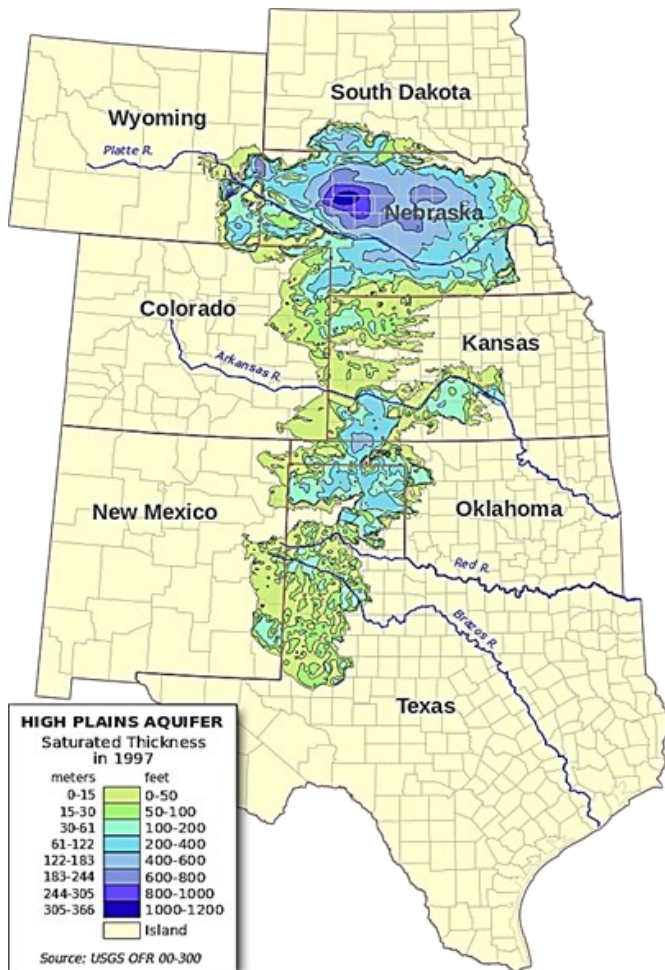 South Dakota
Wyoming
Platte R.
Nebraska
Colorado
Arkansas R.
Kansas
New Mexico
Oklahoma
Red R.
Brazos R.
Texas
HIGH PLAINS AQUIFER
Saturated Thickness
in 1997
meters feet
0-15 0-50
15-30 50-100
30-61 100-200
61-122 200-400
122-183 400-600
183-244 600-800
244-305 800-1000
305-366 1000-1200
Island
Source: USGS OFR 00-300